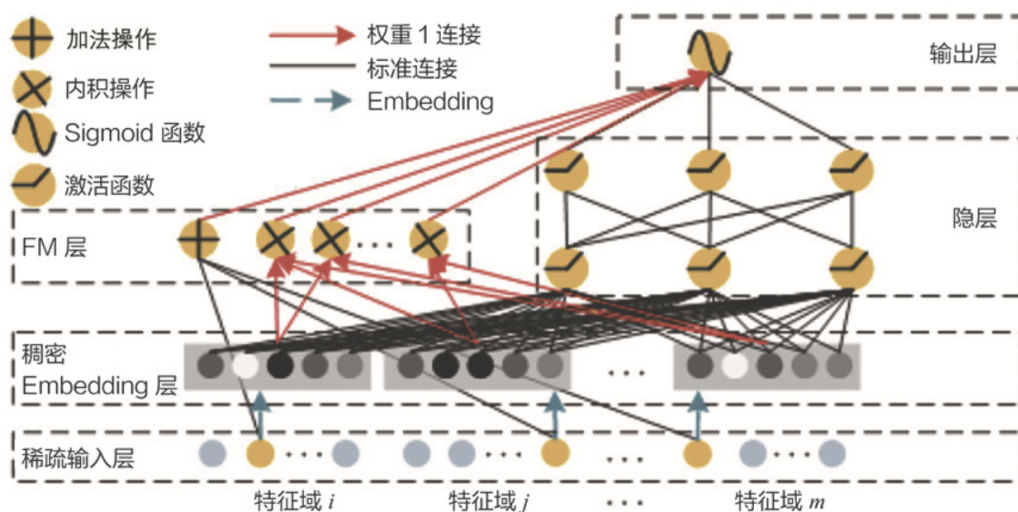 加法操作
内积操作
Sigmoid 函数
激活函数
权重 1 连接
标准连接
Embedding
输出层
隐层
FM 层
稠密
Embedding 层
稀疏输入层
特征域 i
特征域 j
...
特征域 m